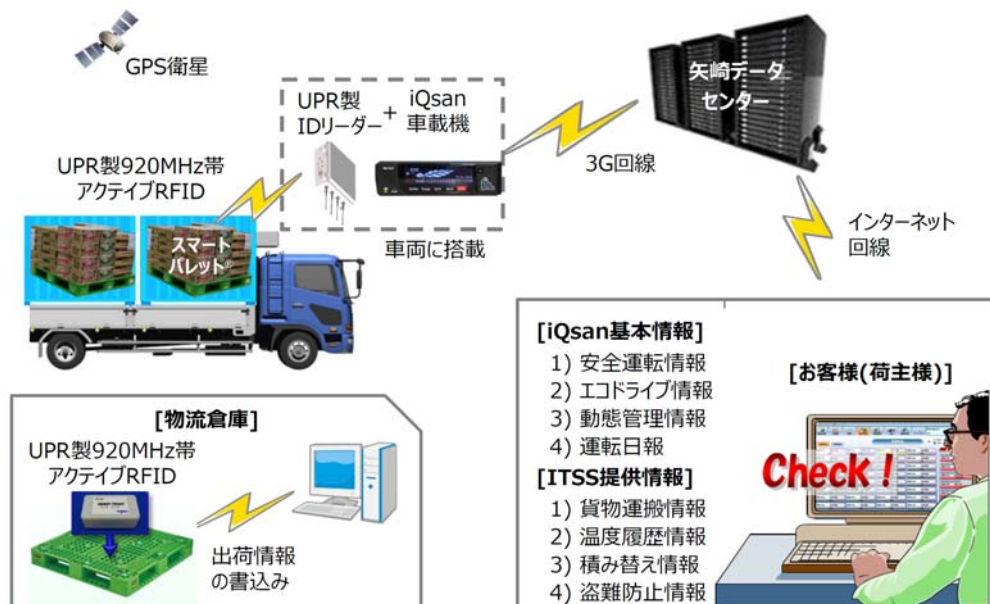 GPS衛星
UPR製
IDリーダー
+
iQsan
車載機
矢崎データ
センター
3G回線
UPR製920MHz帯
アクティブRFID
車両に搭載
インターネット
回線
スマート
パレット®
[物流倉庫]
UPR製920MHz帯
アクティブRFID
出荷情報
の書込み
[iQsan基本情報]
1) 安全運転情報
2) エコドライブ情報
3) 動態管理情報
4) 運転日報
[ITSS提供情報]
1) 貨物運搬情報
2) 温度履歴情報
3) 積み替え情報
4) 盗難防止情報
[お客様(荷主様)]
Check !